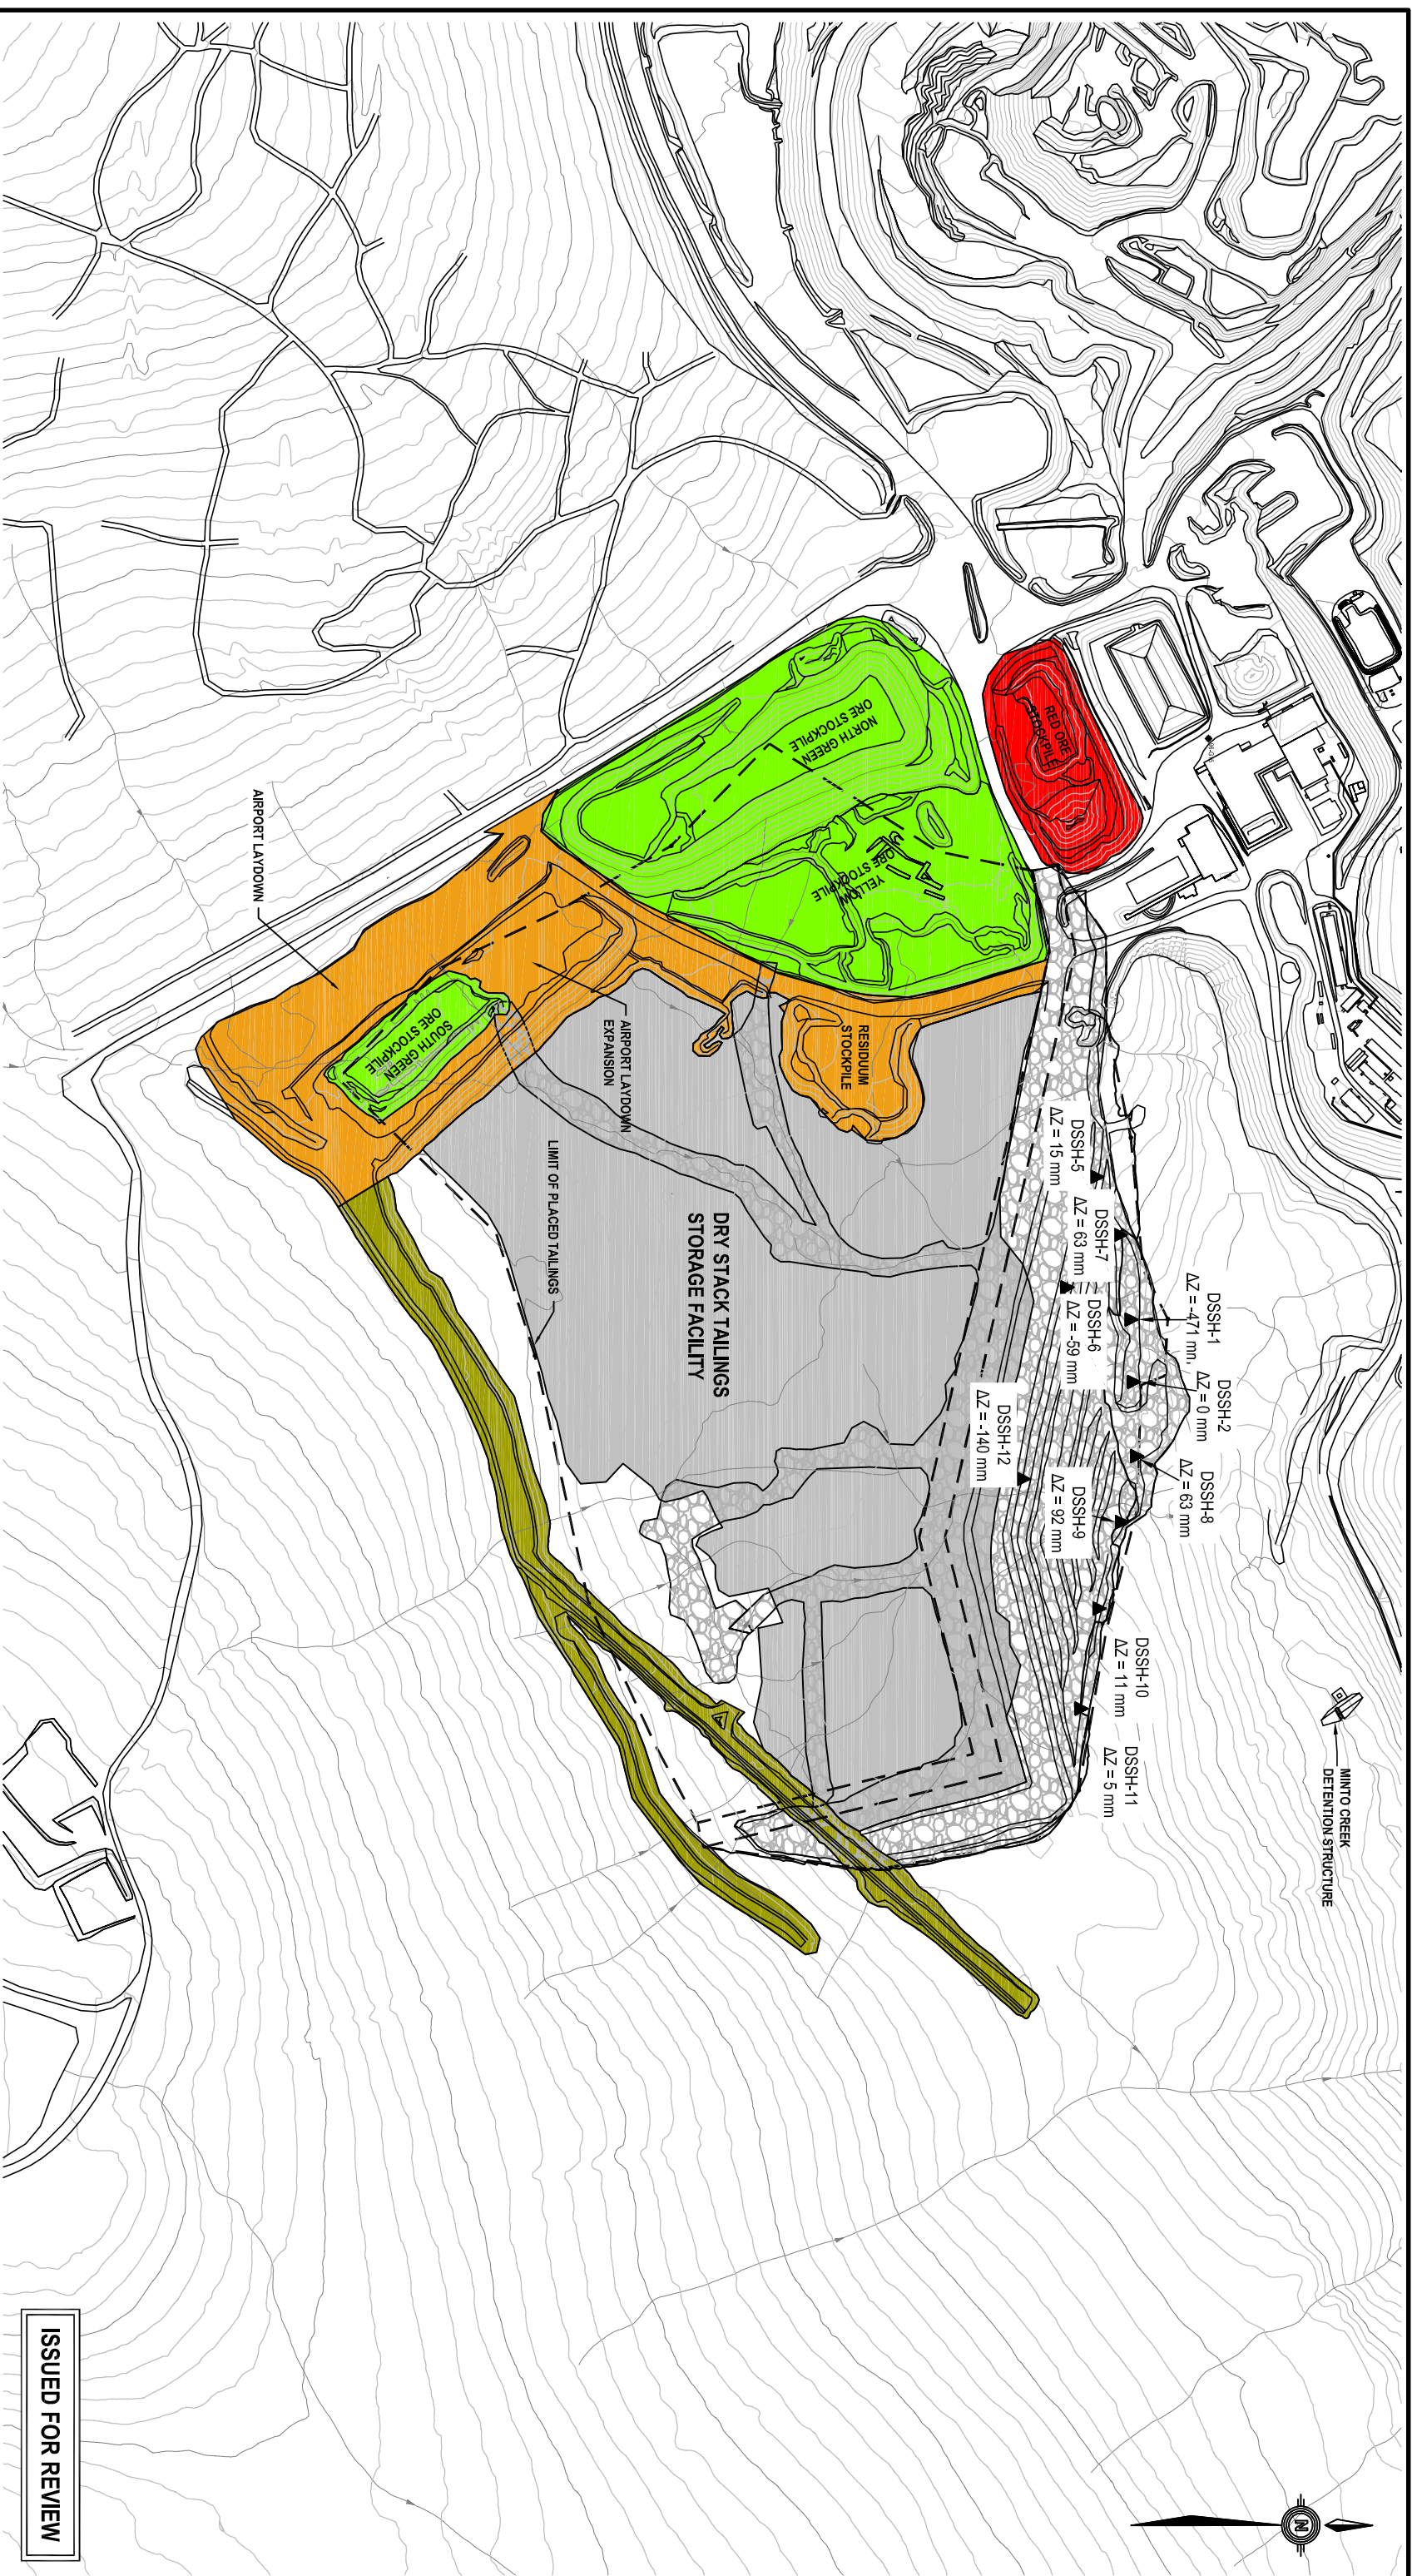 RED ORE
STOCKPILE
NORTH GREEN
ORE STOCKPILE
YELLOW
ORE STOCKPILE
RESIDUUM
STOCKPILE
SOUTH GREEN
ORE STOCKPILE
AIRPORT LAYDOWN
AIRPORT LAYDOWN
EXPANSION
LIMIT OF PLACED TAILINGS
DRY STACK TAILINGS
STORAGE FACILITY
DSSH-5
ΔZ = 15 mm
DSSH-7
ΔZ = 63 mm
DSSH-1
ΔZ = -471 mm
DSSH-6
ΔZ = -59 mm
DSSH-2
ΔZ = 0 mm
DSSH-12
ΔZ = -140 mm
DSSH-8
ΔZ = 63 mm
DSSH-9
ΔZ = 92 mm
DSSH-10
ΔZ = 11 mm
DSSH-11
ΔZ = 5 mm
MINTO CREEK
DETENTION STRUCTURE
N
ISSUED FOR REVIEW